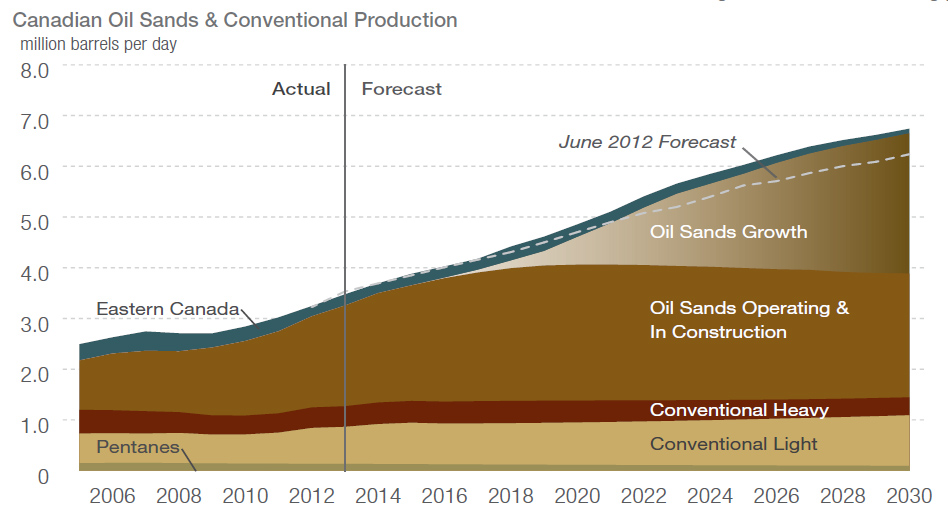 Canadian Oil Sands & Conventional Production
million barrels per day
8.0
Actual
Forecast
7.0
June 2012 Forecast
6.0
5.0
Oil Sands Growth
4.0
Eastern Canada
Oil Sands Operating &
In Construction
3.0
2.0
Conventional Heavy
1.0
Pentanes
Conventional Light
0
2006 2008 2010 2012 2014 2016 2018 2020 2022 2024 2026 2028 2030